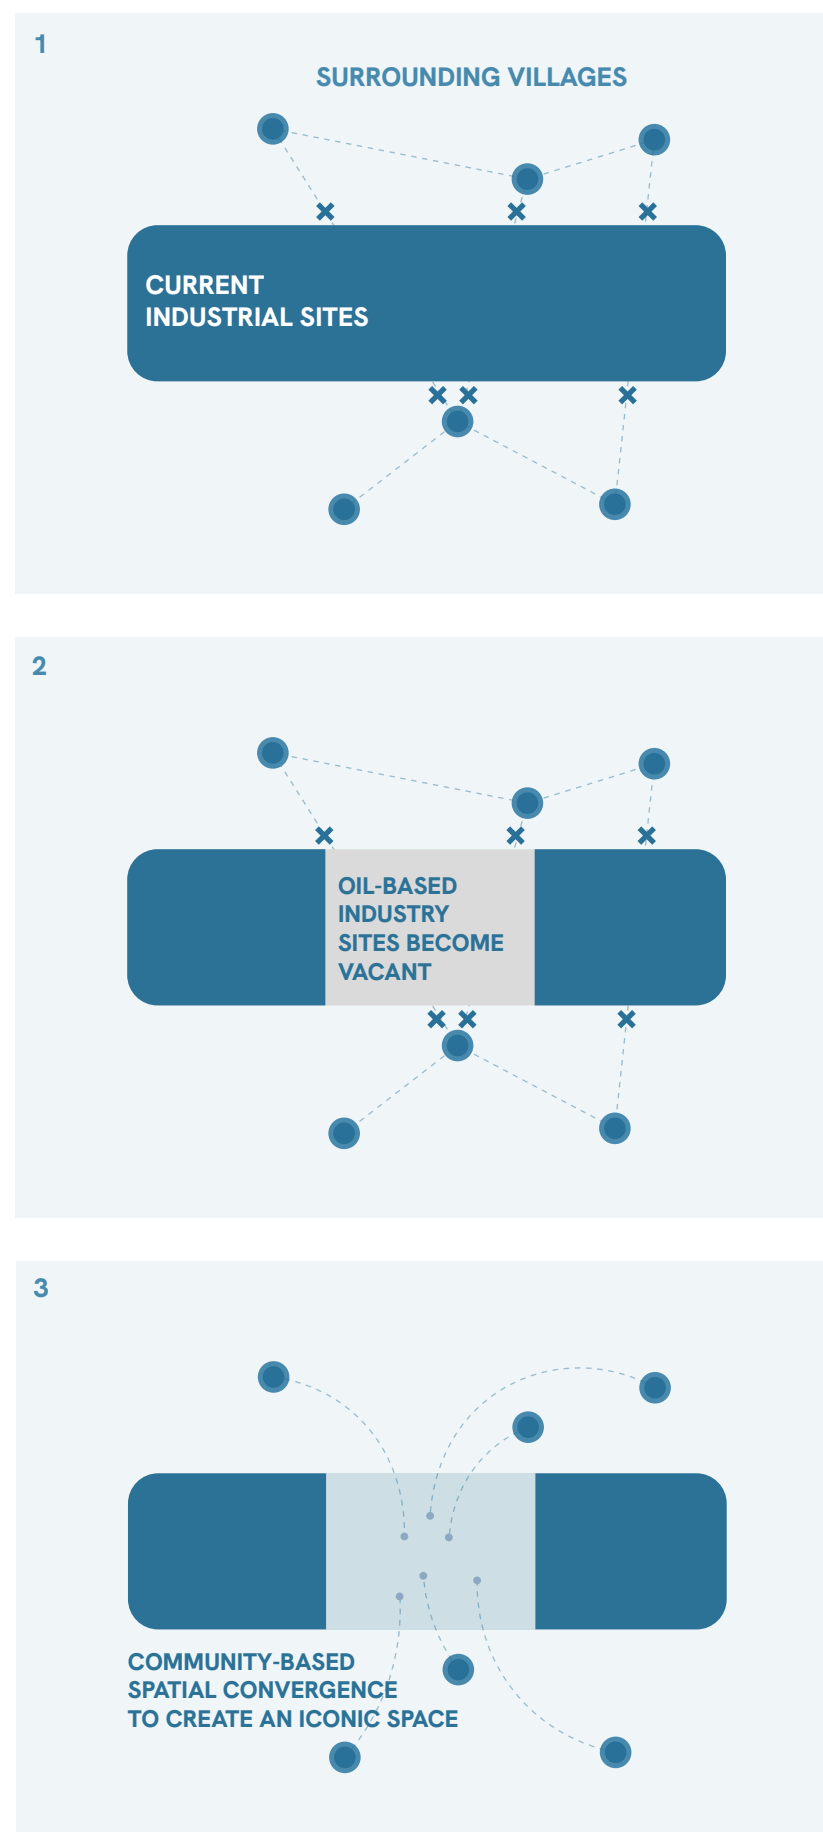 1
SURROUNDING VILLAGES
CURRENT
INDUSTRIAL SITES
2
OIL-BASED
INDUSTRY
SITES BECOME
VACANT
3
COMMUNITY-BASED
SPATIAL CONVERGENCE
TO CREATE AN ICONIC SPACE